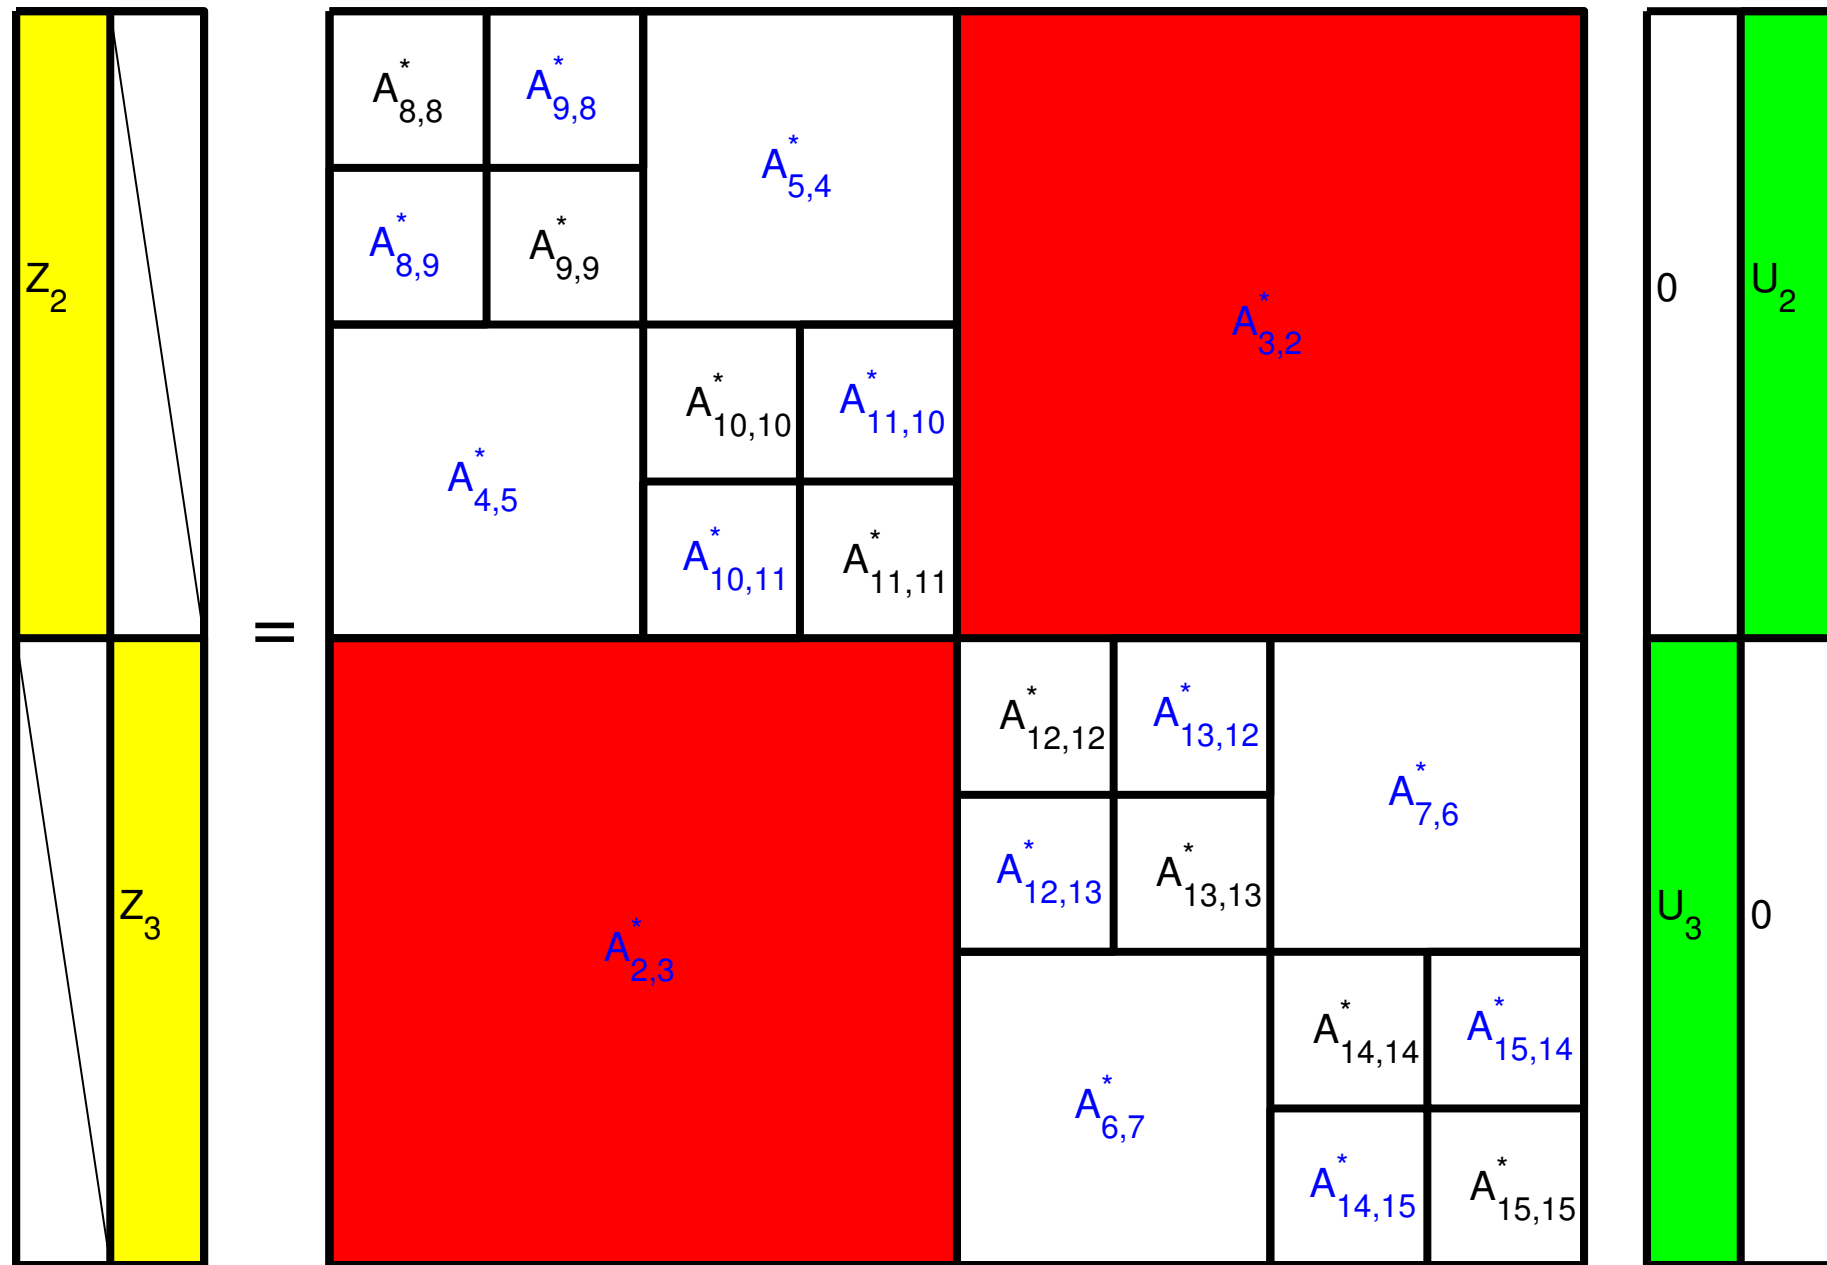 A*8,8 A*9,8
A*5,4
A*8,9 A*9,9
Z2
0 U2
A*3,2
A*10,10 A*11,10
A*4,5
A*10,11 A*11,11
=
A*12,12 A*13,12
A*7,6
A*12,13 A*13,13
Z3
U3 0
A*2,3
A*14,14 A*15,14
A*6,7
A*14,15 A*15,15